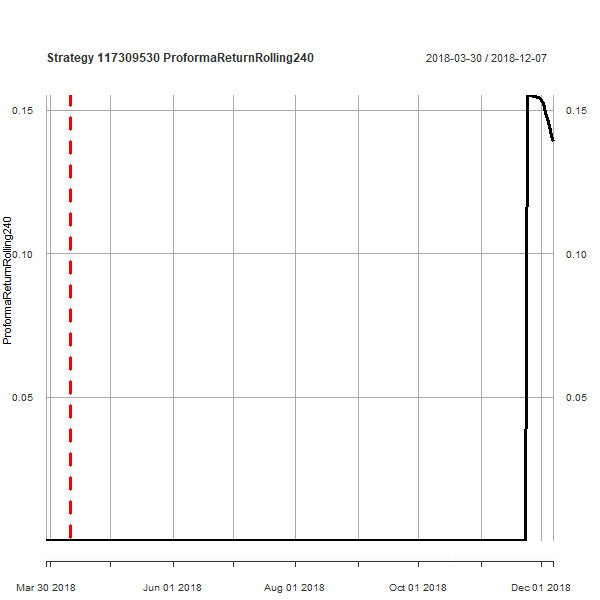 Strategy 117309530 ProformaReturnRolling240
2018-03-30 / 2018-12-07
ProformaReturnRolling240
0.15
0.15
0.10
0.10
0.05
0.05
Mar 30 2018
Jun 01 2018
Aug 01 2018
Oct 01 2018
Dec 01 2018